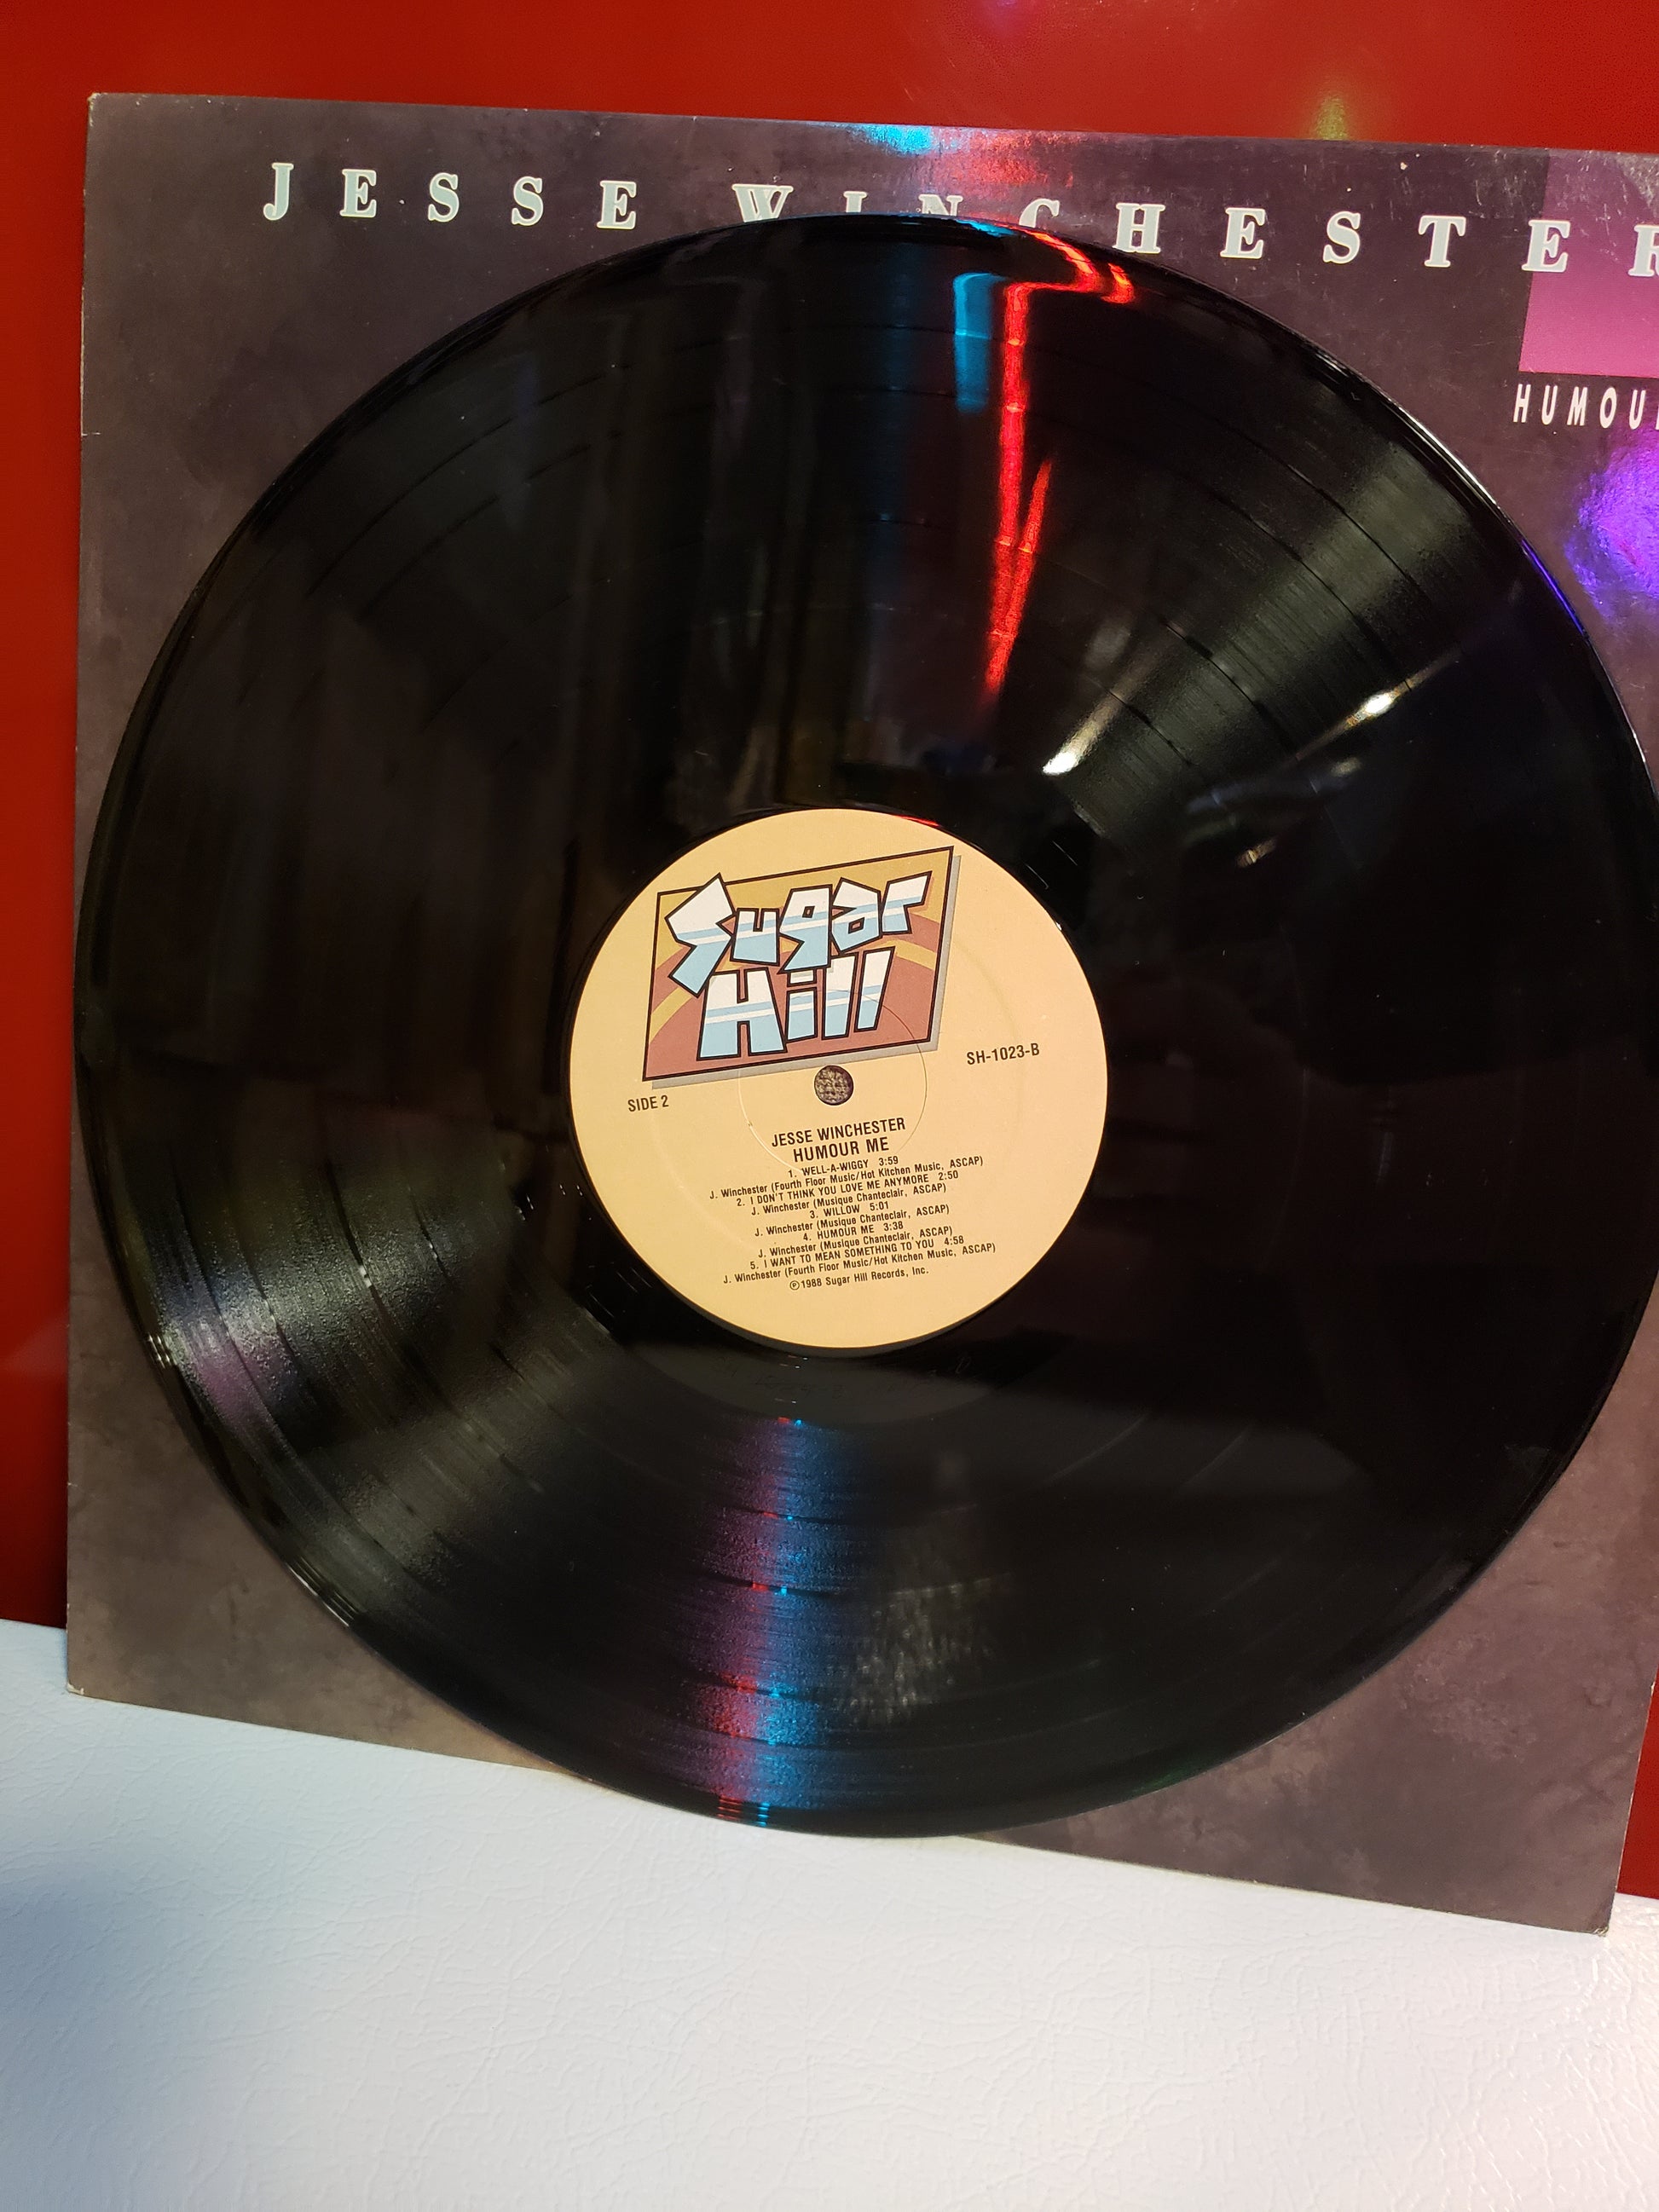 JESSE WINCHESTER
HUMOU
Sugar
Hill
SH-1023-B
SIDE 2
JESSE WINCHESTER
HUMOUR ME
1. WELL-A-WIGGY 3:59
J. Winchester (Fourth Floor Music/Hot Kitchen Music, ASCAP)
2. I DON'T THINK YOU LOVE ME ANYMORE 2:50
J. Winchester (Musique Chanteclair, ASCAP)
3. WILLOW 5:01
J. Winchester (Musique Chanteclair, ASCAP)
4. HUMOUR ME 3:38
J. Winchester (Musique Chanteclair, ASCAP)
5. I WANT TO MEAN SOMETHING TO YOU 4:58
J. Winchester (Fourth Floor Music/Hot Kitchen Music, ASCAP)
℗1988 Sugar Hill Records, Inc.